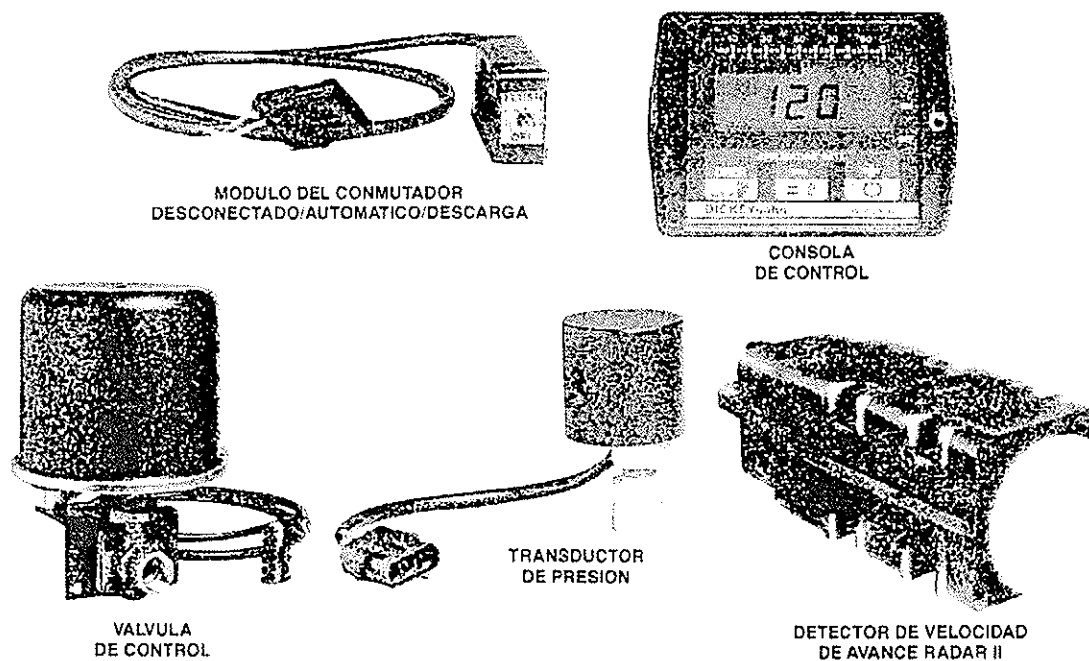 MODULO DEL CONMUTADOR
DESCONECTADO/AUTOMATICO/DESCARGA
120
CONSOLA
DE CONTROL
TRANSDUCTOR
DE PRESION
VALVULA
DE CONTROL
DETECTOR DE VELOCIDAD
DE AVANCE RADAR II